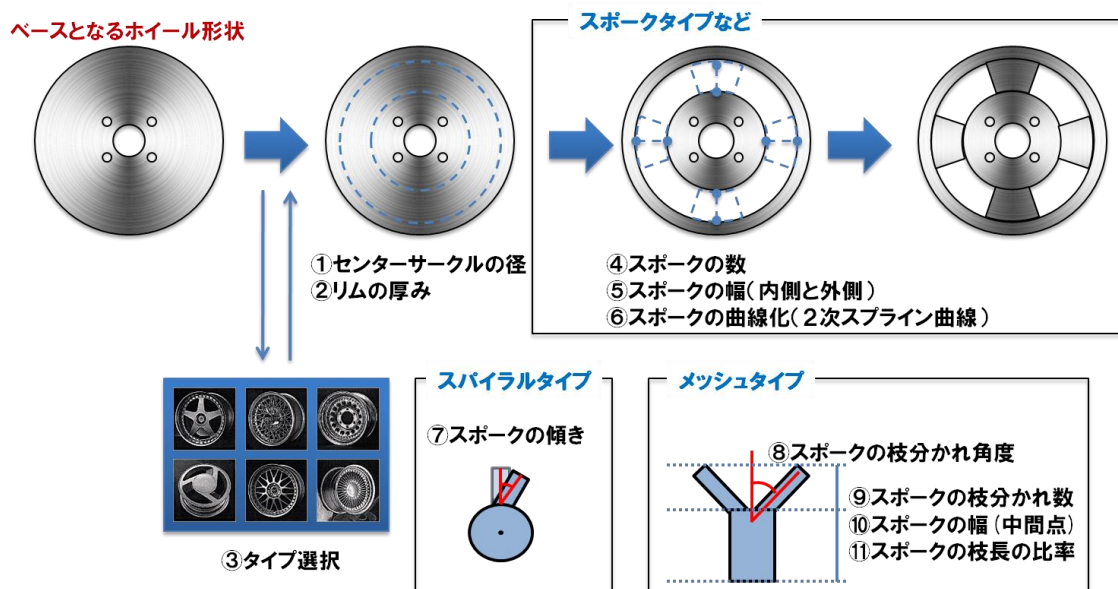 ベースとなるホイール形状
スポークタイプなど
①センターサークルの径
②リムの厚み
④スポークの数
⑤スポークの幅(内側と外側)
⑥スポークの曲線化(2次スプライン曲線)
③タイプ選択
スパイラルタイプ
⑦スポークの傾き
メッシュタイプ
⑧スポークの枝分かれ角度
⑨スポークの枝分かれ数
⑩スポークの幅(中間点)
⑪スポークの枝長の比率